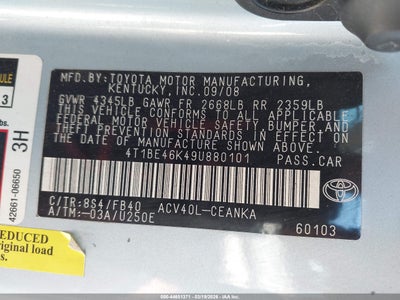 MFD.BY:TOYOTA MOTOR MANUFACTURING,
KENTUCKY,INC.09/08
GVWR 4345LB GAWR FR 2668LB RR 2359LB
THIS VEHICLE CONFORMS TO ALL APPLICABLE
FEDERAL MOTOR VEHICLE SAFETY,BUMPER,AND
THEFT PREVENTION STANDARDS IN EFFECT ON
THE DATE OF MANUFACTURE SHOWN ABOVE.
4T1BE46K49U880101 PASS.CAR
C/TR:8S4/FB40 ACV40L-CEANKA
A/TM:-03A/U250E
TOYOTA
60103
3
3H
42661-06650
REDUCED
original load